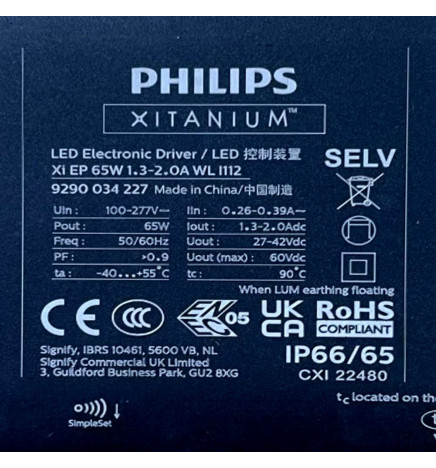 PHILIPS
XITANIUM™
LED Electronic Driver / LED 控制装置
SELV
Xi EP 65W 1.3-2.0A WL I112
9290 034 227 Made in China/中国制造
Uin : 100-277V~ Iin : 0.26-0.39A~
Pout : 65W Iout : 1.3-2.0Adc
Freq : 50/60Hz Uout : 27-42Vdc
PF : >0.9 Uout (max) : 60Vdc
ta : -40...+55°C tc : 90°C
When LUM earthing floating
CE CCC ENEC 05 UK CA RoHS COMPLIANT
Signify, IBRS 10461, 5600 VB, NL
Signify Commercial UK Limited
3, Guildford Business Park, GU2 8XG
IP66/65
CXI 22480
tc located on the
SimpleSet